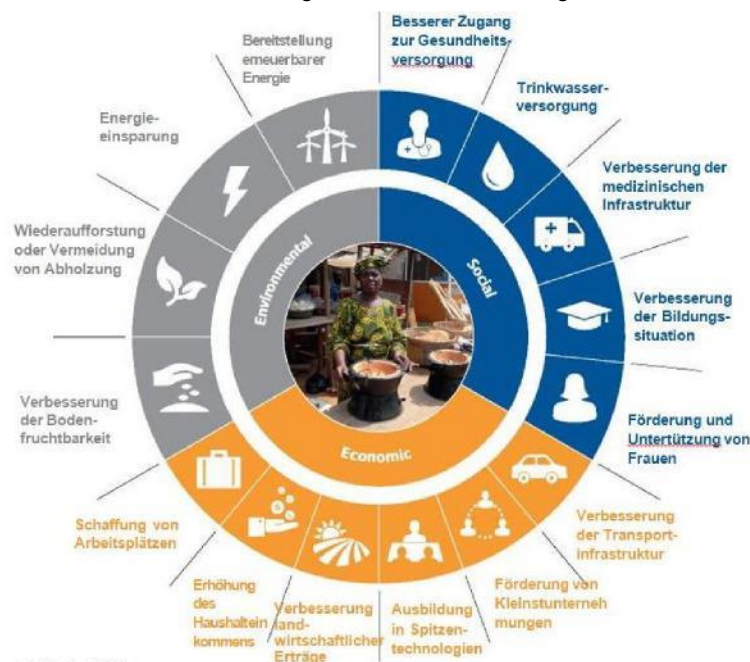 Bereitstellung
erneuerbarer
Energie
Besserer Zugang
zur Gesundheits-
versorgung
Trinkwasser-
versorgung
Verbesserung der
medizinischen
Infrastruktur
Verbesserung
der Bildungs-
situation
Förderung und
Untertützung von
Frauen
Verbesserung
der Transport-
infrastruktur
Förderung von
Kleinstunterneh
mungen
Ausbildung
in Spitzen-
technologien
Verbesserung
land-
wirtschaftlicher
Erträge
Erhöhung
des
Haushaltein
kommens
Schaffung von
Arbeitsplätzen
Verbesserung
der Boden-
fruchtbarkeit
Wiederaufforstung
oder Vermeidung
von Abholzung
Energie-
einsparung
Environmental
Social
Economic